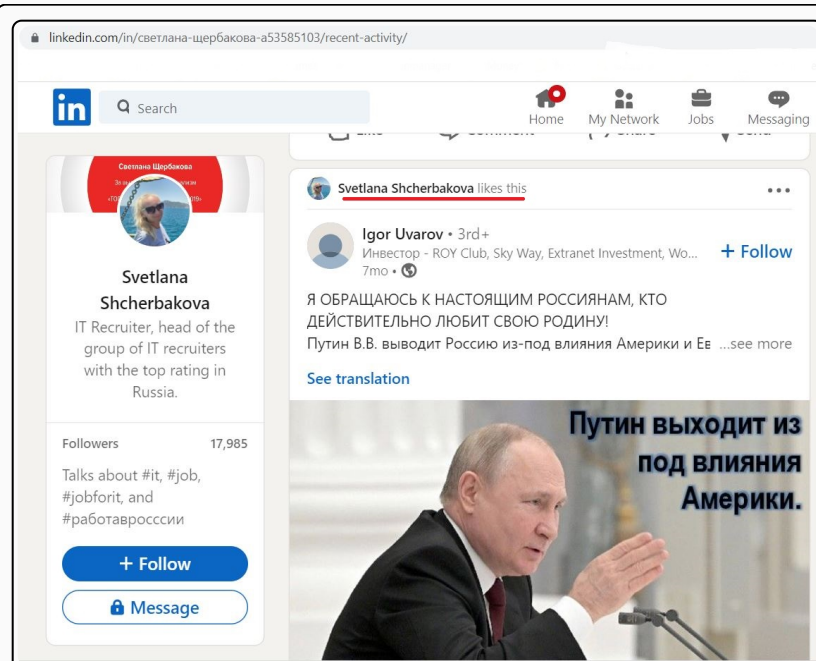 linkedin.com/in/светлана-щербакова-a53585103/recent-activity/
in
Search
Home
My Network
Jobs
Messaging
Светлана Щербакова
Svetlana
Shcherbakova
IT Recruiter, head of the
group of IT recruiters
with the top rating in
Russia.
Followers 17,985
Talks about #it, #job,
#jobforit, and
#работавросссии
+ Follow
Message
Svetlana Shcherbakova likes this
Igor Uvarov • 3rd+
Инвестор - ROY Club, Sky Way, Extranet Investment, Wo...
7mo •
+ Follow
Я ОБРАЩАЮСЬ К НАСТОЯЩИМ РОССИЯНАМ, КТО
ДЕЙСТВИТЕЛЬНО ЛЮБИТ СВОЮ РОДИНУ!
Путин В.В. выводит Россию из-под влияния Америки и Ев ...see more
See translation
Путин выходит из
под влияния
Америки.